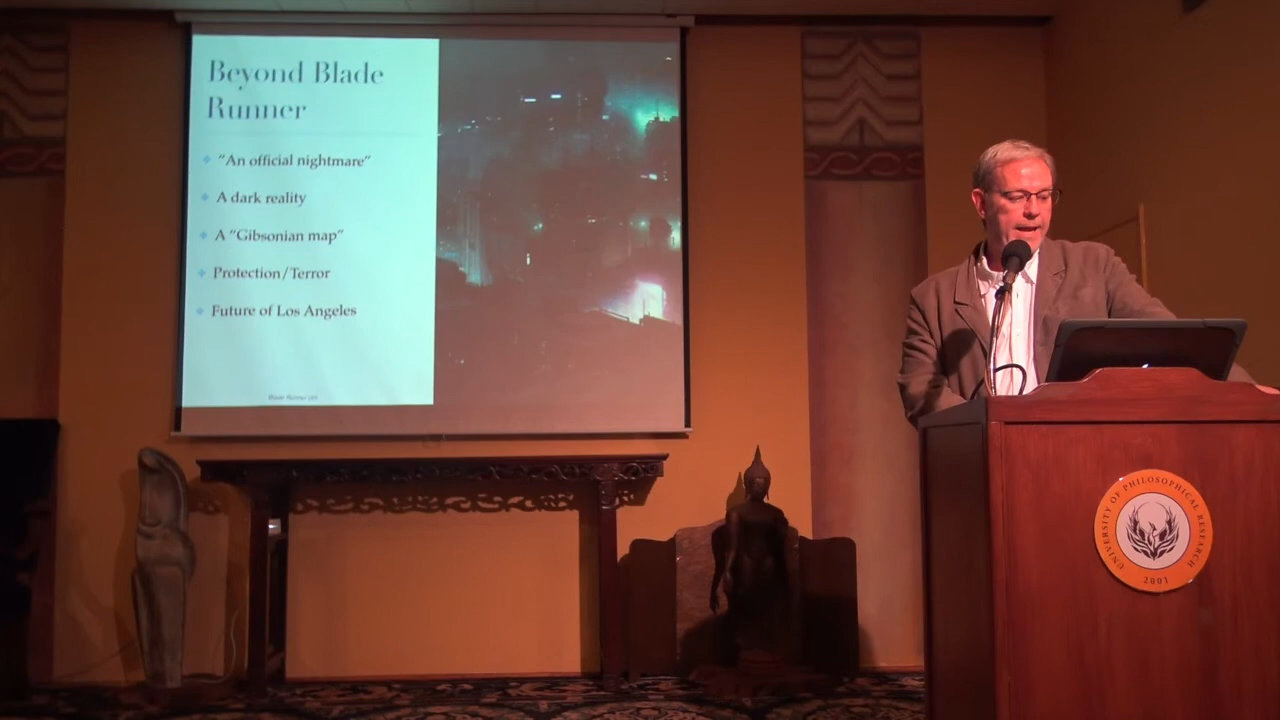 Beyond Blade
Runner
“An official nightmare”
A dark reality
A “Gibsonian map”
Protection/Terror
Future of Los Angeles
UNIVERSITY OF PHILOSOPHICAL RESEARCH
2001